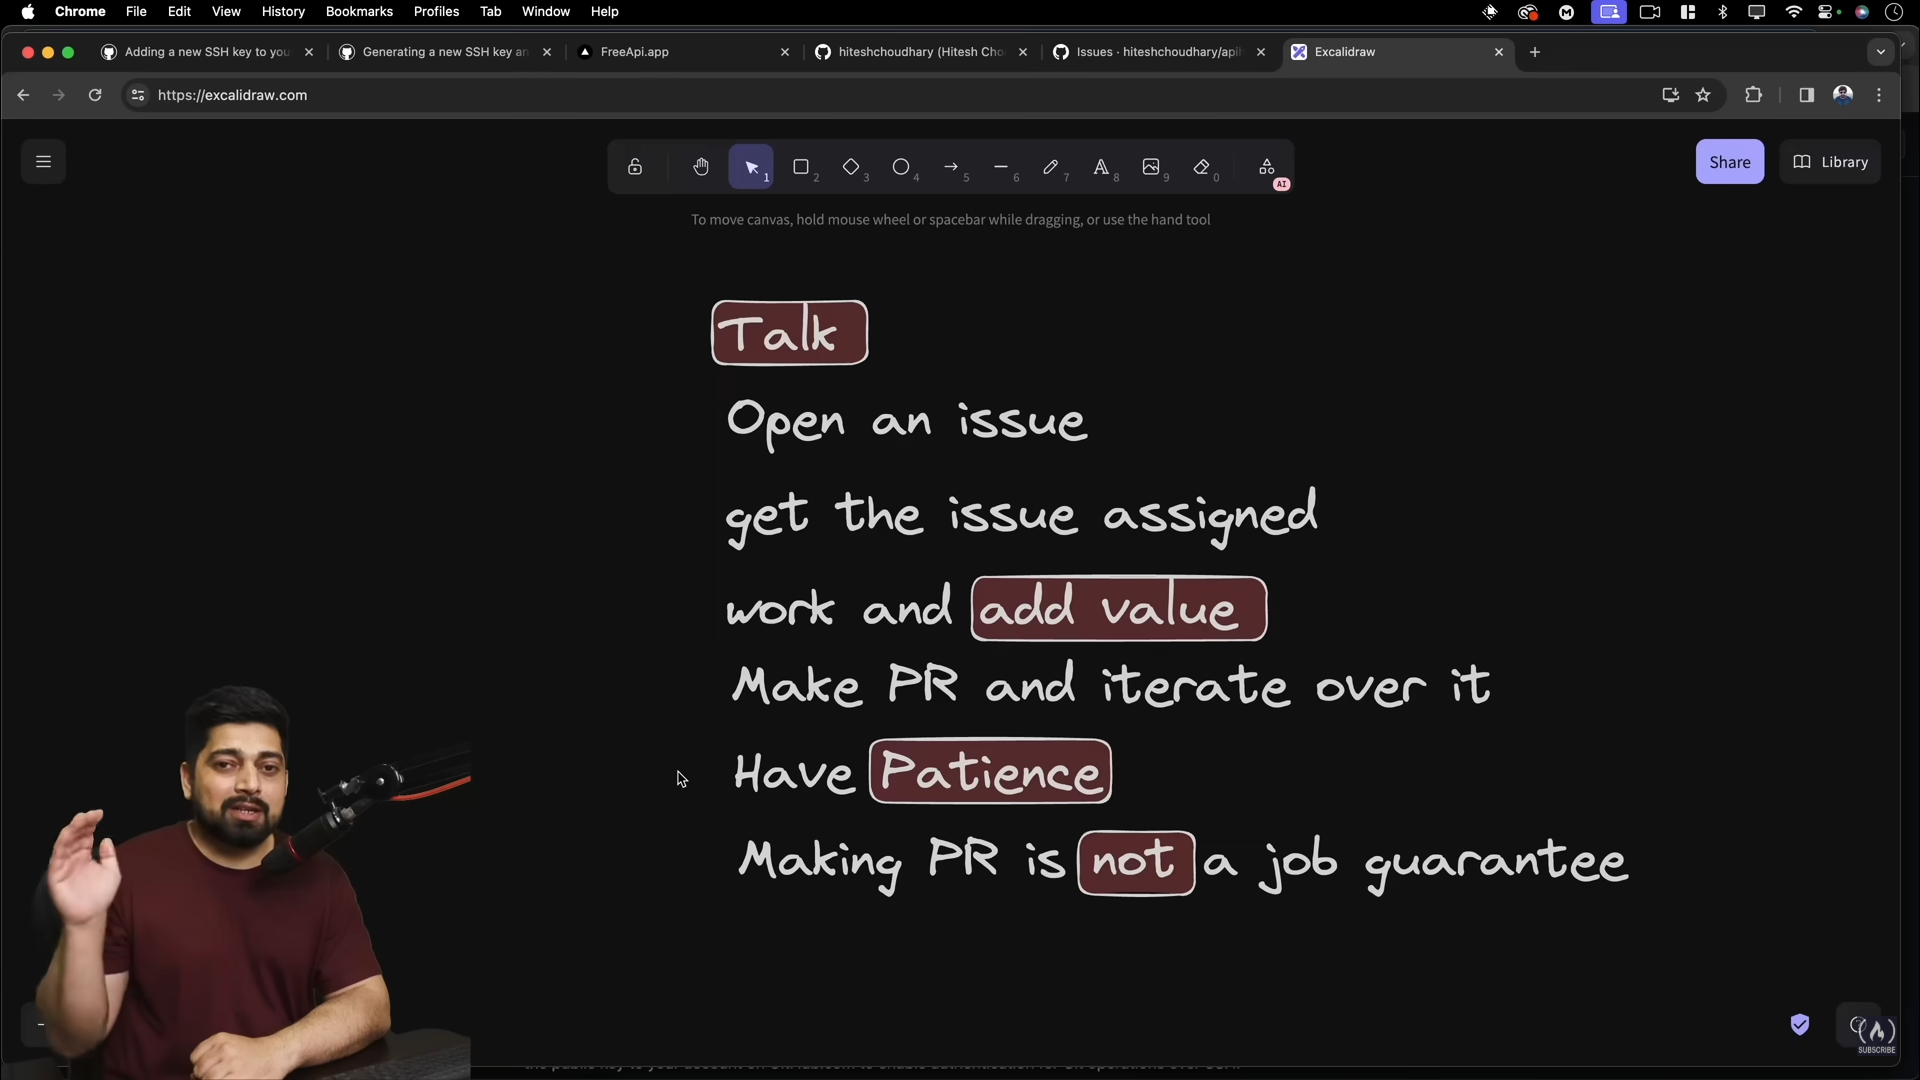 Chrome File Edit View History Bookmarks Profiles Tab Window Help
Adding a new SSH key to you
Generating a new SSH key an
FreeApi.app
hiteshchoudhary (Hitesh Cho
Issues · hiteshchoudhary/apih
Excalidraw
https://excalidraw.com
1 2 3 4 5 6 7 8 9 0
AI
Share
Library
To move canvas, hold mouse wheel or spacebar while dragging, or use the hand tool
Talk
Open an issue
get the issue assigned
work and add value
Make PR and iterate over it
Have Patience
Making PR is not a job guarantee
SUBSCRIBE